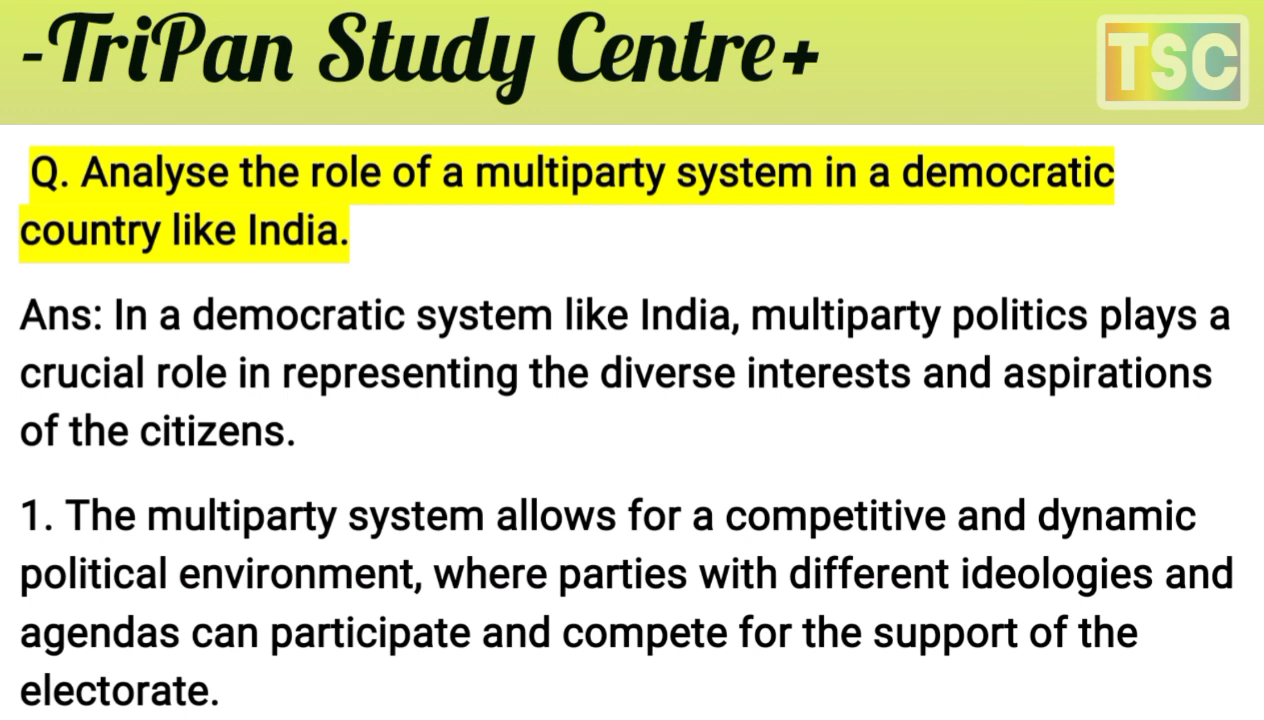 -TriPan Study Centre+
TSC
Q. Analyse the role of a multiparty system in a democratic
country like India.
Ans: In a democratic system like India, multiparty politics plays a
crucial role in representing the diverse interests and aspirations
of the citizens.
1. The multiparty system allows for a competitive and dynamic
political environment, where parties with different ideologies and
agendas can participate and compete for the support of the
electorate.